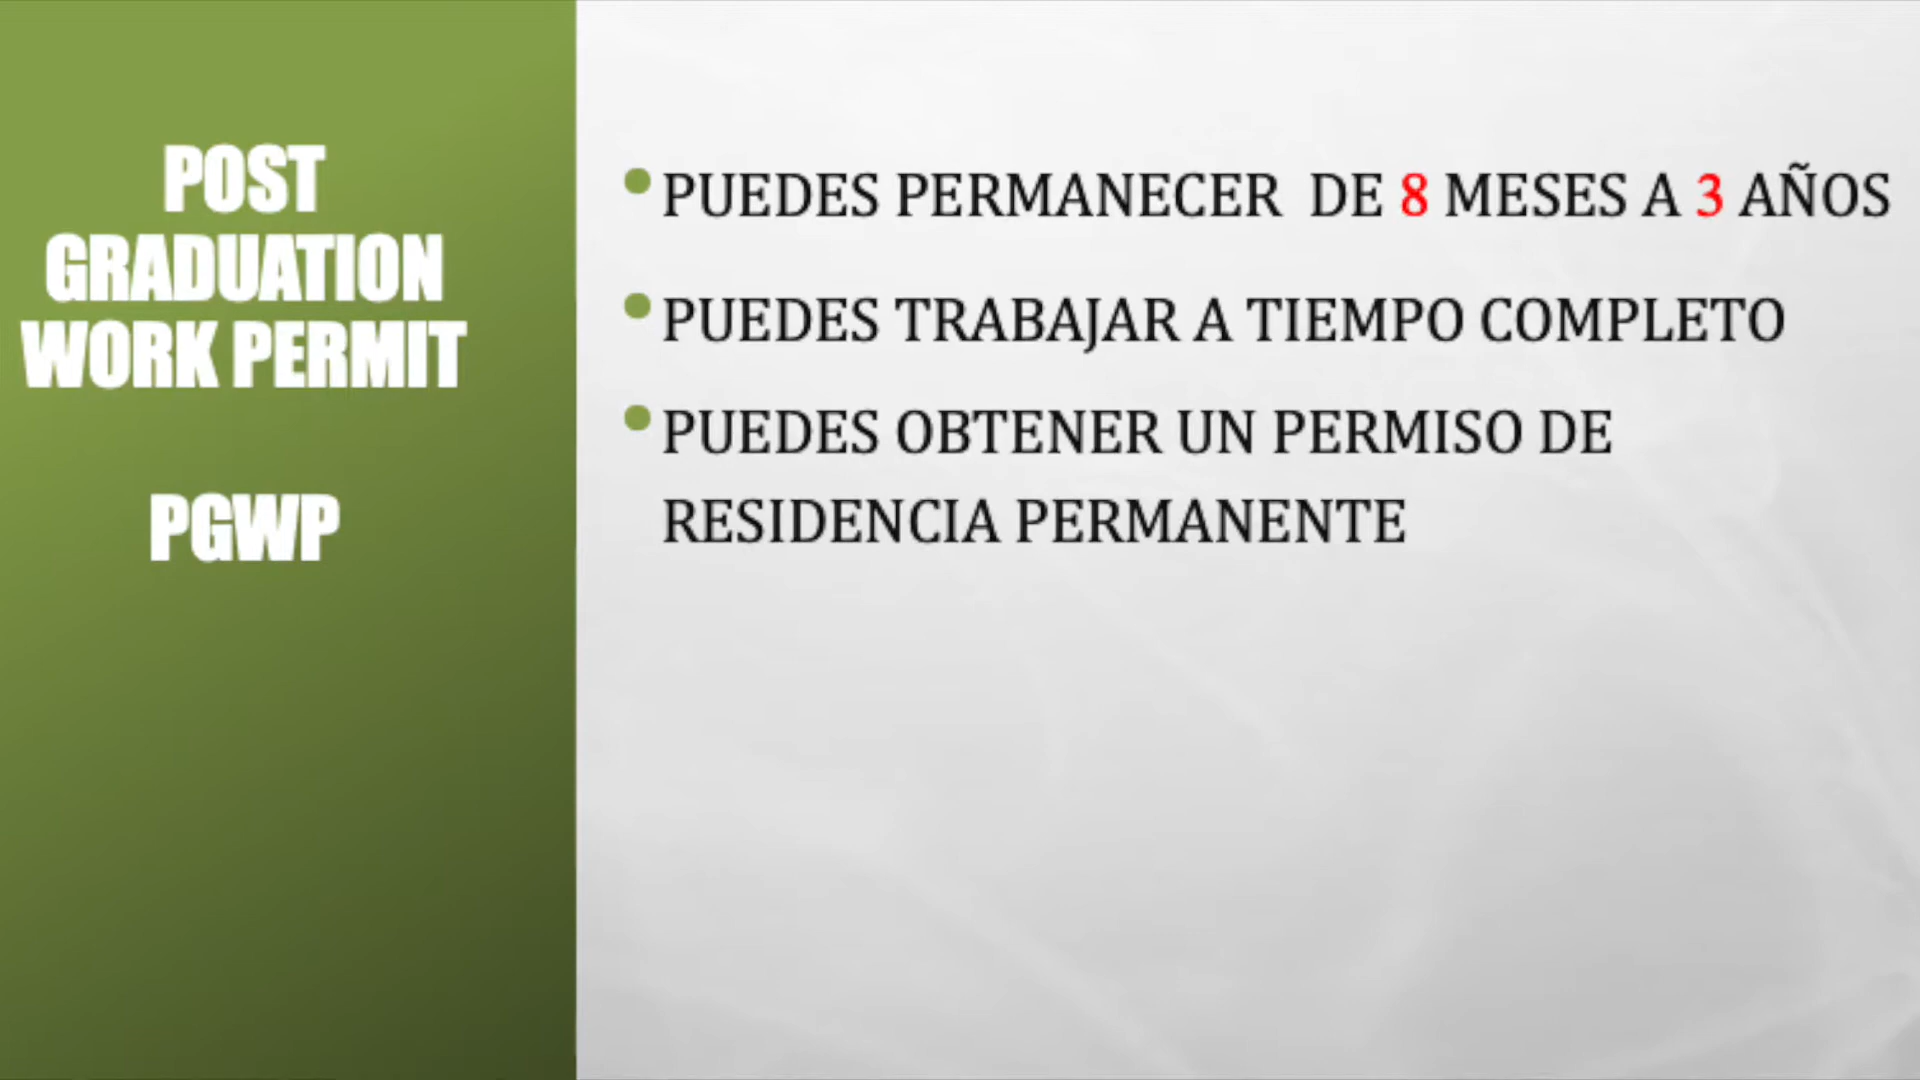 POST
GRADUATION
WORK PERMIT
PGWP
• PUEDES PERMANECER DE 8 MESES A 3 AÑOS
• PUEDES TRABAJAR A TIEMPO COMPLETO
• PUEDES OBTENER UN PERMISO DE
RESIDENCIA PERMANENTE